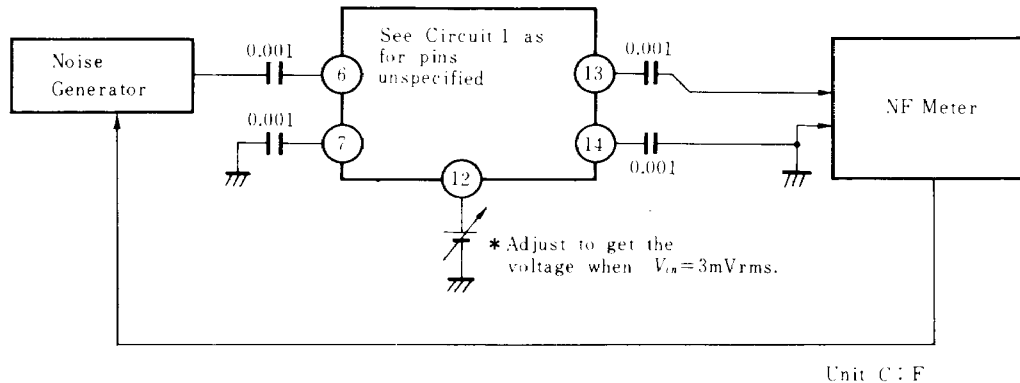 Noise
Generator
0.001
6
0.001
7
See Circuit 1 as
for pins
unspecified
12
13
0.001
14
0.001
NF Meter
* Adjust to get the
voltage when Vin=3mVrms.
Unit C : F